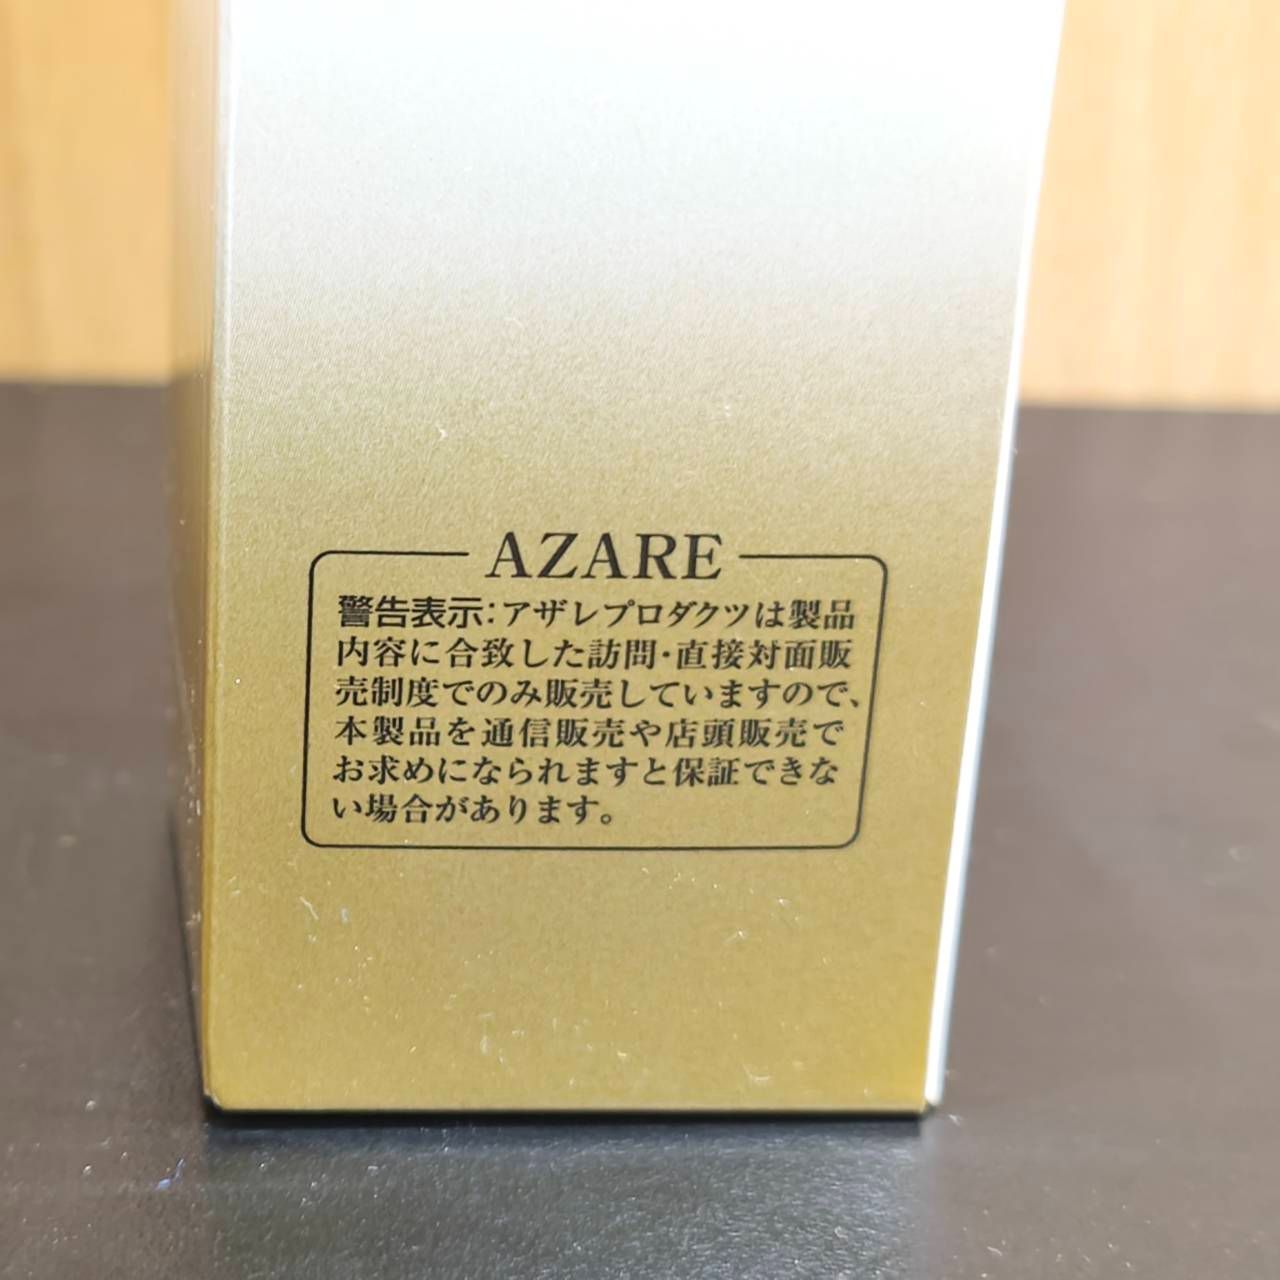 AZARE
警告表示:アザレプロダクツは製品
内容に合致した訪問・直接対面販
売制度でのみ販売していますので、
本製品を通信販売や店頭販売で
お求めになられますと保証できな
い場合があります。